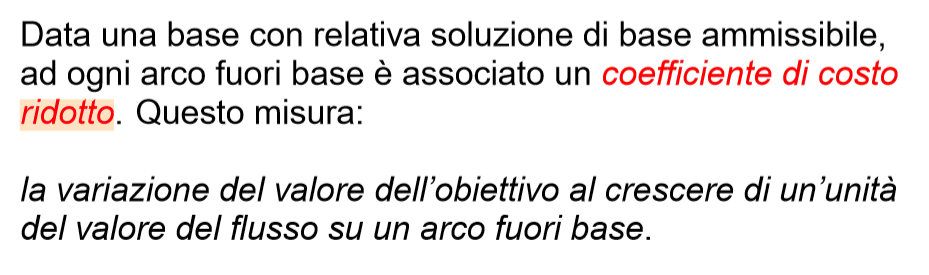 Data una base con relativa soluzione di base ammissibile,
ad ogni arco fuori base è associato un coefficiente di costo
ridotto. Questo misura:
la variazione del valore dell’obiettivo al crescere di un’unità
del valore del flusso su un arco fuori base.